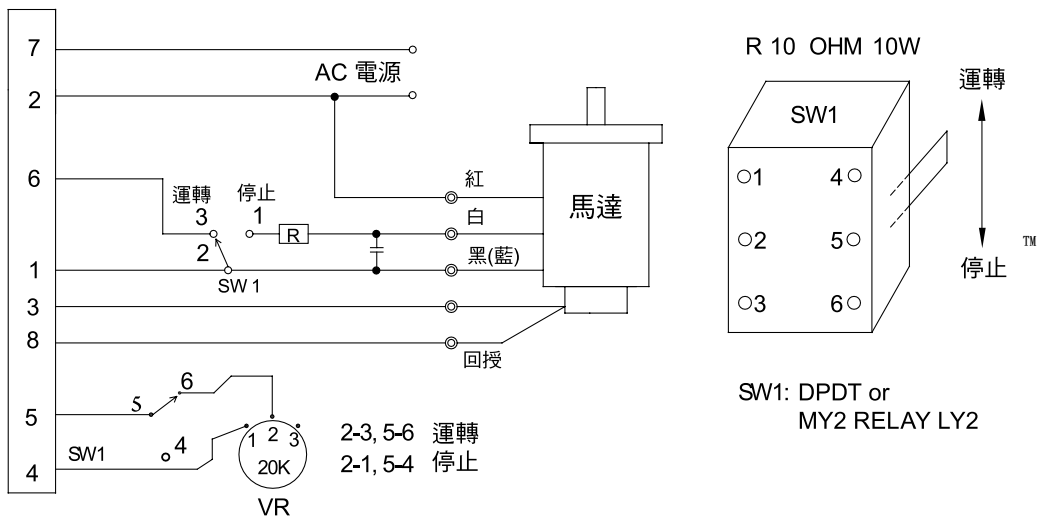 7
AC 電源
2
6
運轉
停止
3
1
R
2
SW 1
1
3
8
紅
白
黑(藍)
回授
馬達
5
5
6
SW1
4
4
1
2
3
20K
VR
2-3, 5-6 運轉
2-1, 5-4 停止
R 10 OHM 10W
SW1
1
4
2
5
3
6
運轉
停止
TM
SW1: DPDT or
MY2 RELAY LY2